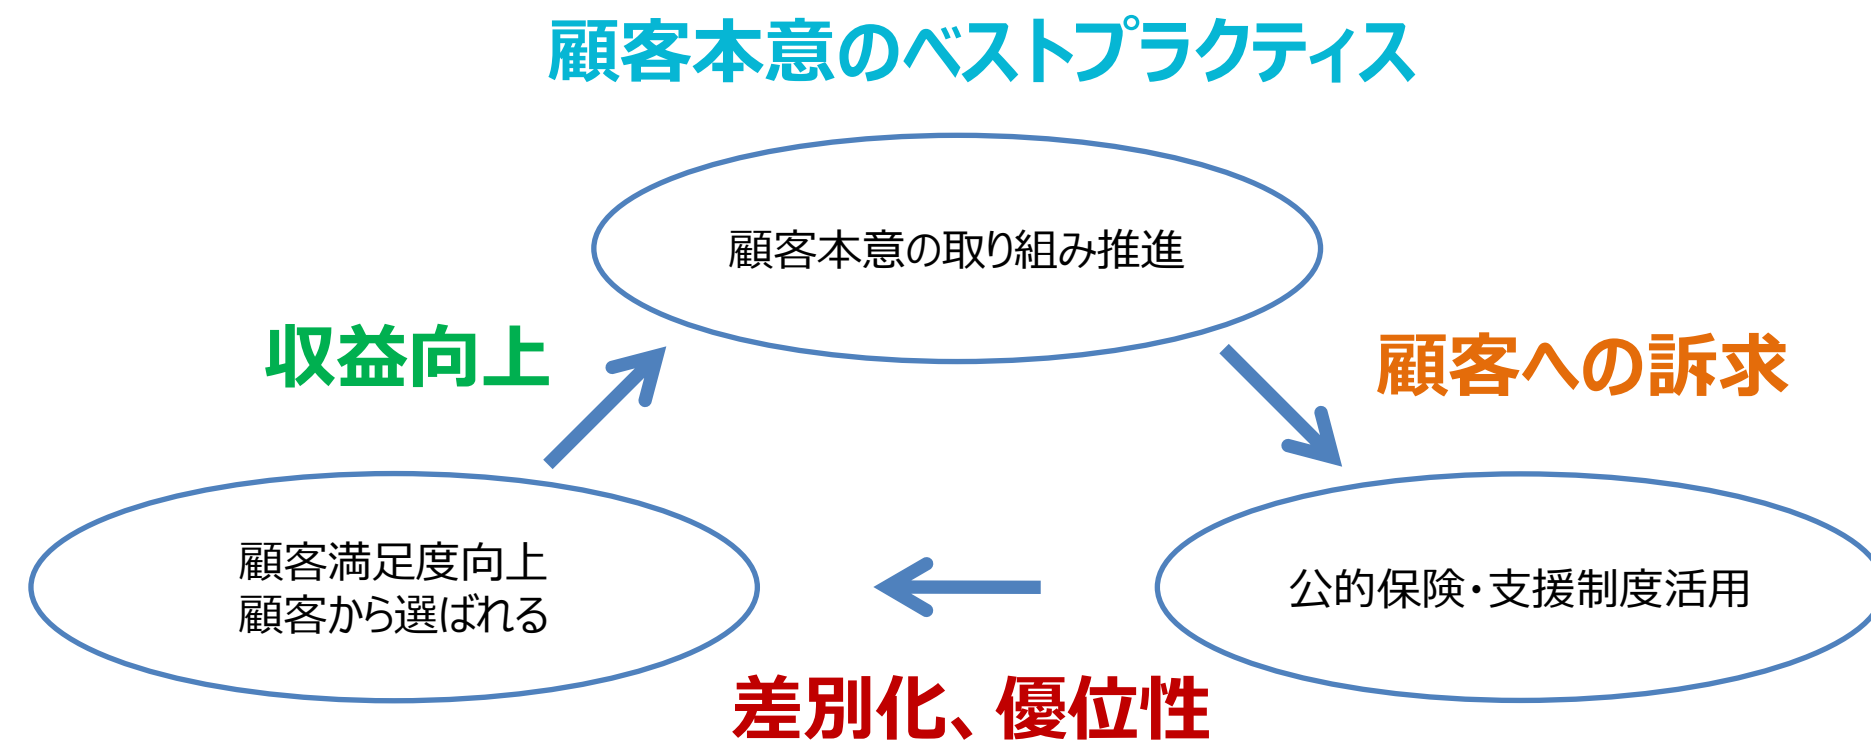 顧客本意のベストプラクティス
顧客本意の取り組み推進
収益向上
顧客への訴求
顧客満足度向上
顧客から選ばれる
公的保険・支援制度活用
差別化、優位性